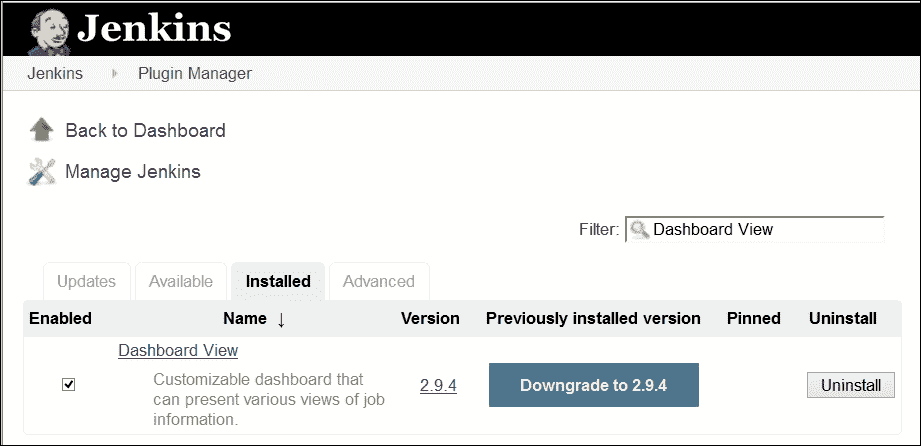 Jenkins
Jenkins Plugin Manager
Back to Dashboard
Manage Jenkins
Filter: Dashboard View
Updates Available Installed Advanced
Enabled Name ↓ Version Previously installed version Pinned Uninstall
Dashboard View
Customizable dashboard that
can present various views of job
information.
2.9.4 Downgrade to 2.9.4 Uninstall